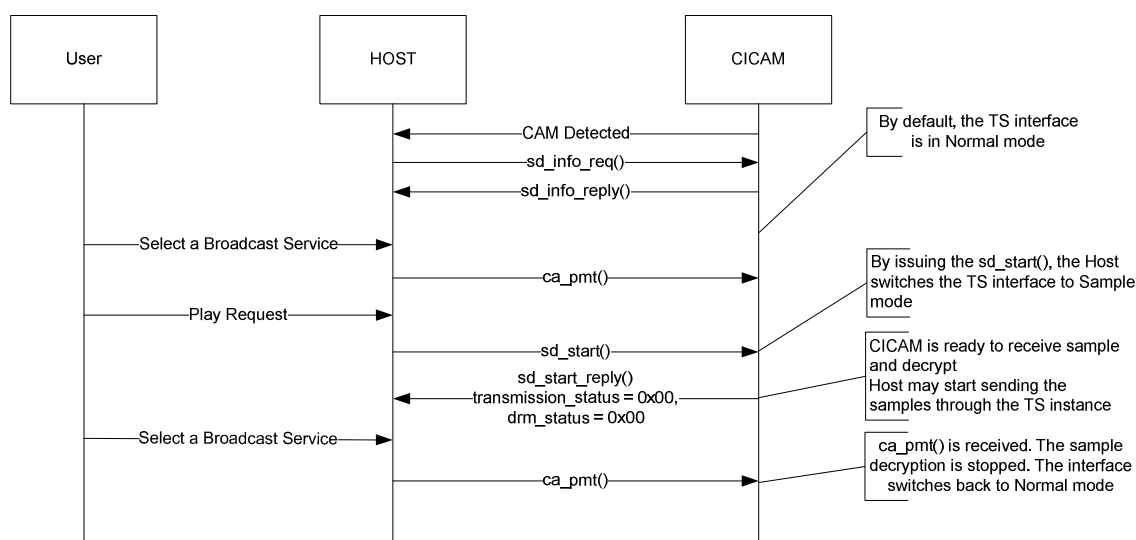 User
HOST
CICAM
CAM Detected
By default, the TS interface
is in Normal mode
sd_info_req()
sd_info_reply()
Select a Broadcast Service
ca_pmt()
By issuing the sd_start(), the Host
switches the TS interface to Sample
mode
Play Request
sd_start()
CICAM is ready to receive sample
and decrypt
Host may start sending the
samples through the TS instance
sd_start_reply()
transmission_status = 0x00,
drm_status = 0x00
Select a Broadcast Service
ca_pmt() is received. The sample
decryption is stopped. The interface
switches back to Normal mode
ca_pmt()